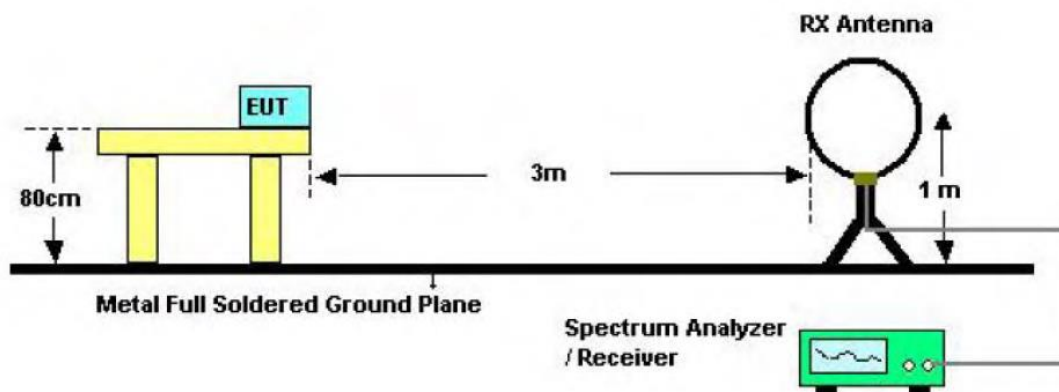 RX Antenna
EUT
80cm
3m
1 m
Metal Full Soldered Ground Plane
Spectrum Analyzer
/ Receiver